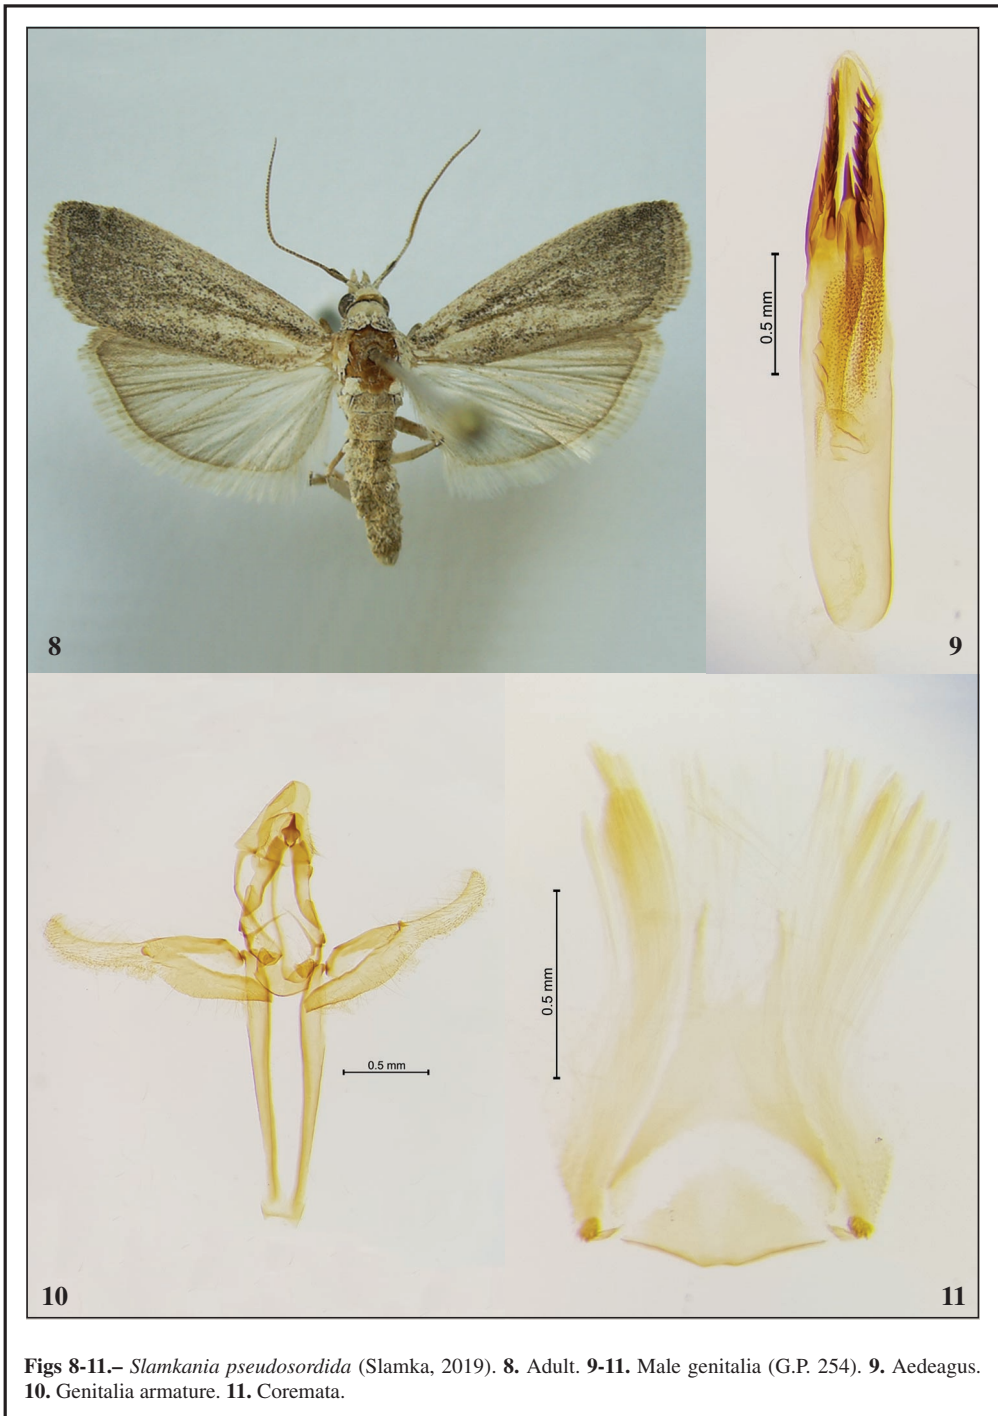 8
9
0.5 mm
10
0.5 mm
11
0.5 mm
Figs 8-11.– Slamkania pseudosordida (Slamka, 2019). 8. Adult. 9-11. Male genitalia (G.P. 254). 9. Aedeagus.
10. Genitalia armature. 11. Coremata.